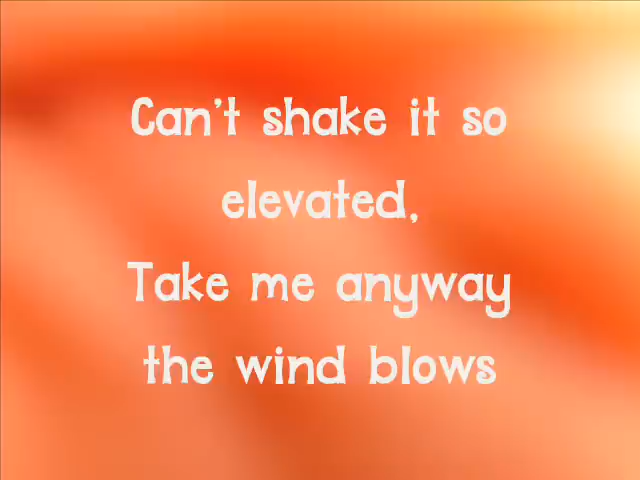 Can't shake it so
elevated,
Take me anyway
the wind blows